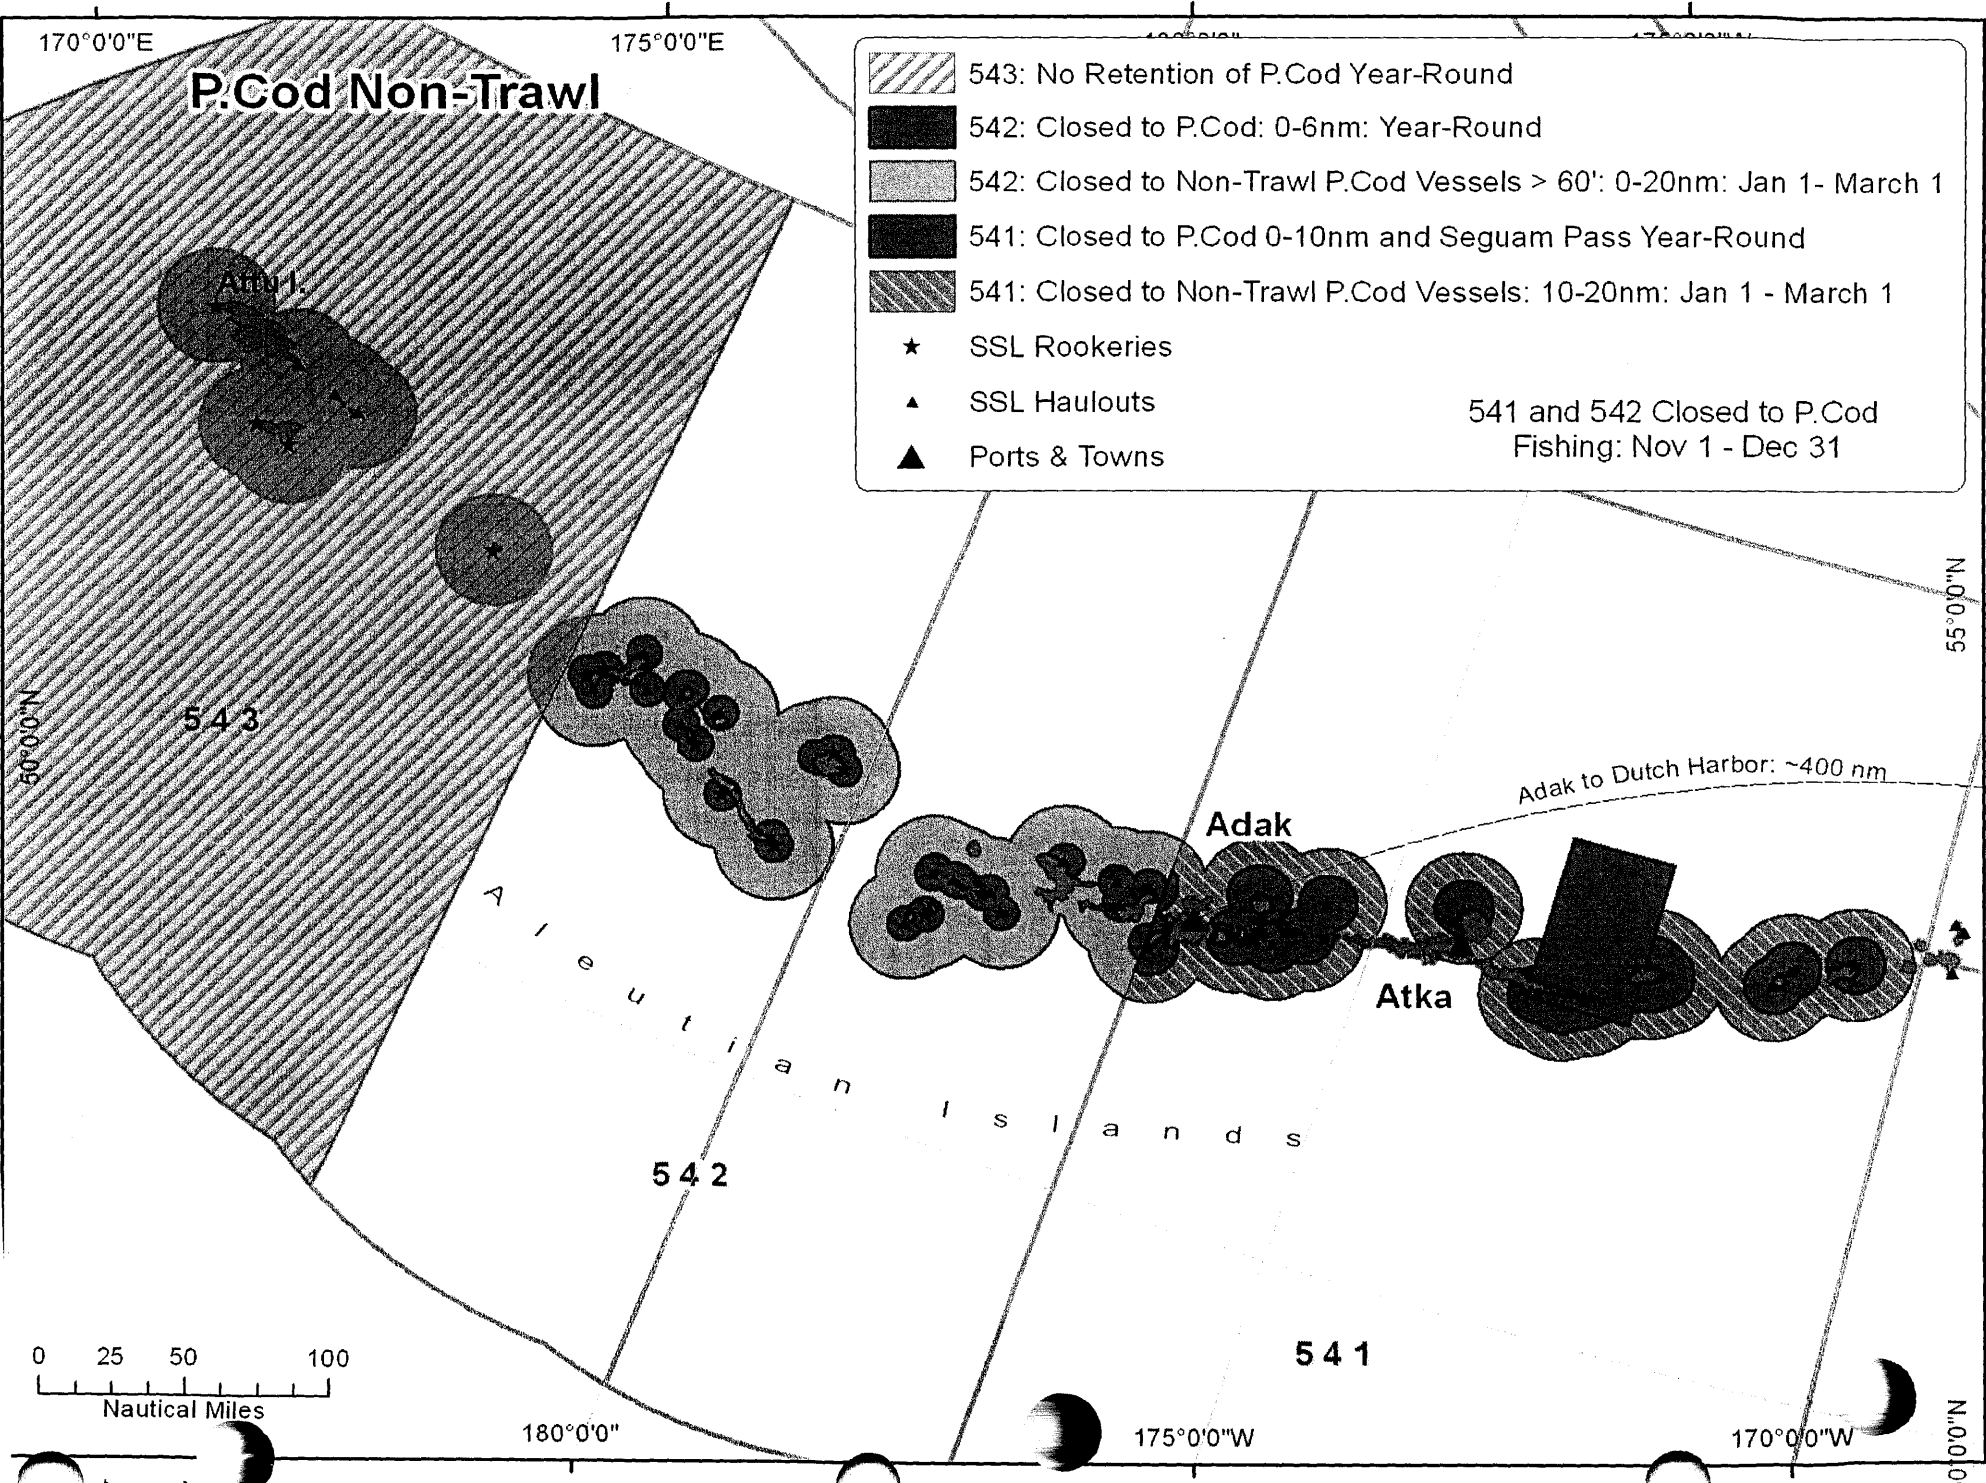 170°0'0"E
175°0'0"E
P.Cod Non-Trawl
543: No Retention of P.Cod Year-Round
542: Closed to P.Cod: 0-6nm: Year-Round
542: Closed to Non-Trawl P.Cod Vessels > 60': 0-20nm: Jan 1- March 1
541: Closed to P.Cod 0-10nm and Seguam Pass Year-Round
541: Closed to Non-Trawl P.Cod Vessels: 10-20nm: Jan 1 - March 1
SSL Rookeries
SSL Haulouts
Ports & Towns
541 and 542 Closed to P.Cod
Fishing: Nov 1 - Dec 31
Attu I.
55°0'0"N
50°0'0"N
543
Adak to Dutch Harbor: ~400 nm
Adak
Atka
Aleutian Islands
542
541
0 25 50 100
Nautical Miles
180°0'0"
175°0'0"W
170°0'0"W